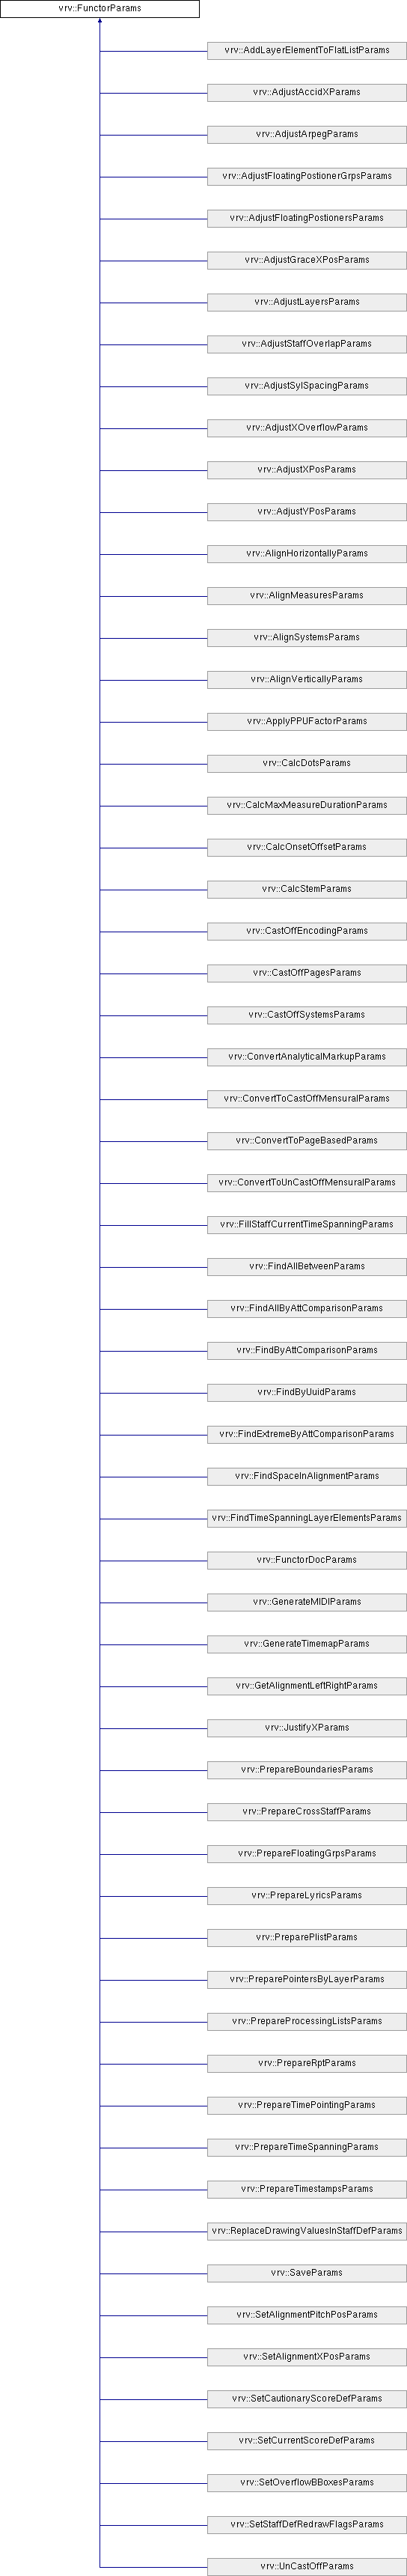 vrv::FunctorParams
vrv::AddLayerElementToFlatListParams
vrv::AdjustAccidXParams
vrv::AdjustArpegParams
vrv::AdjustFloatingPostionerGrpsParams
vrv::AdjustFloatingPostionersParams
vrv::AdjustGraceXPosParams
vrv::AdjustLayersParams
vrv::AdjustStaffOverlapParams
vrv::AdjustSylSpacingParams
vrv::AdjustXOverflowParams
vrv::AdjustXPosParams
vrv::AdjustYPosParams
vrv::AlignHorizontallyParams
vrv::AlignMeasuresParams
vrv::AlignSystemsParams
vrv::AlignVerticallyParams
vrv::ApplyPPUFactorParams
vrv::CalcDotsParams
vrv::CalcMaxMeasureDurationParams
vrv::CalcOnsetOffsetParams
vrv::CalcStemParams
vrv::CastOffEncodingParams
vrv::CastOffPagesParams
vrv::CastOffSystemsParams
vrv::ConvertAnalyticalMarkupParams
vrv::ConvertToCastOffMensuralParams
vrv::ConvertToPageBasedParams
vrv::ConvertToUnCastOffMensuralParams
vrv::FillStaffCurrentTimeSpanningParams
vrv::FindAllBetweenParams
vrv::FindAllByAttComparisonParams
vrv::FindByAttComparisonParams
vrv::FindByUuidParams
vrv::FindExtremeByAttComparisonParams
vrv::FindSpaceInAlignmentParams
vrv::FindTimeSpanningLayerElementsParams
vrv::FunctorDocParams
vrv::GenerateMIDIParams
vrv::GenerateTimemapParams
vrv::GetAlignmentLeftRightParams
vrv::JustifyXParams
vrv::PrepareBoundariesParams
vrv::PrepareCrossStaffParams
vrv::PrepareFloatingGrpsParams
vrv::PrepareLyricsParams
vrv::PreparePlistParams
vrv::PreparePointersByLayerParams
vrv::PrepareProcessingListsParams
vrv::PrepareRptParams
vrv::PrepareTimePointingParams
vrv::PrepareTimeSpanningParams
vrv::PrepareTimestampsParams
vrv::ReplaceDrawingValuesInStaffDefParams
vrv::SaveParams
vrv::SetAlignmentPitchPosParams
vrv::SetAlignmentXPosParams
vrv::SetCautionaryScoreDefParams
vrv::SetCurrentScoreDefParams
vrv::SetOverflowBBoxesParams
vrv::SetStaffDefRedrawFlagsParams
vrv::UnCastOffParams